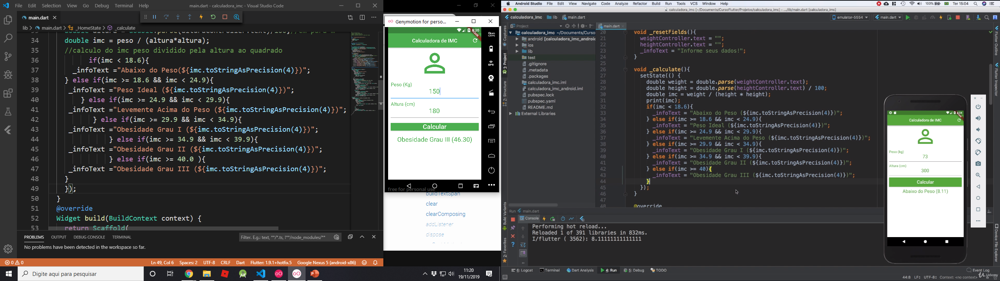 File Edit Selection View Go Debug Terminal Help
main.dart - calculadora_imc - Visual Studio Code
main.dart
lib > main.dart > _HomeState > _calculate
34 double imc = peso / (altura*altura);
35 //calculo do imc peso dividido pela altura ao quadrado
36 if(imc < 18.6){
37 _infoText ="Abaixo do Peso(${imc.toStringAsPrecision(4)})";
38 } else if(imc >= 18.6 && imc < 24.9){
39 _infoText ="Peso Ideal (${imc.toStringAsPrecision(4)})";
40 } else if(imc >= 24.9 && imc < 29.9){
41 _infoText ="Levemente Acima do Peso (${imc.toStringAsPrecision(4)})";
42 } else if(imc >= 29.9 && imc < 34.9){
43 _infoText ="Obesidade Grau I (${imc.toStringAsPrecision(4)})";
44 } else if(imc >= 34.9 && imc < 39.9){
45 _infoText ="Obesidade Grau II (${imc.toStringAsPrecision(4)})";
46 } else if(imc >= 40.0 ){
47 _infoText ="Obesidade Grau III (${imc.toStringAsPrecision(4)})";
48 }
49 });
50 }
51 @override
52 Widget build(BuildContext context) {
53 return Scaffold(
PROBLEMS OUTPUT DEBUG CONSOLE TERMINAL
Filter. E.g.: text, **/*.ts, !**/node_modules/**
No problems have been detected in the workspace so far.
0 0
Ln 49, Col 6 Spaces: 2 UTF-8 CRLF Dart Flutter: 1.9.1+hotfix.5 Google Nexus 5 (android-x86)
Digite aqui para pesquisar
11:20
19/11/2019
Genymotion for perso...
9:20
Calculadora de IMC
Peso (Kg)
150
Altura (cm)
180
Calcular
Obesidade Grau III (46.30)
free for personal use
Open GAPPS
GPS
buildTextSpan
clear
clearComposing
addListener
dispose
Android Studio File Edit View Navigate Code Analyze Refactor Build Run Tools VCS Window Help
100% Ter 15:04
calculadora_imc [~/Documents/CursoFlutter/Projetos/calculadora_imc] - .../lib/main.dart [calculadora_imc]
calculadora_imc lib main.dart
emulator-5554 main.dart
Project
main.dart
calculadora_imc ~/Documents/Curso
android [calculadora_imc_android
ios
lib
test
.gitignore
.metadata
.packages
calculadora_imc.iml
calculadora_imc_android.iml
pubspec.lock
pubspec.yaml
README.md
External Libraries
Captures
1: Project
Z: Structure
Build Variants
2: Favorites
20 void _resetFields(){
21 weightController.text = "";
22 heightController.text = "";
23 _infoText = "Informe seus dados!";
24 }
25
26 void _calculate(){
27 setState(() {
28 double weight = double.parse(weightController.text);
29 double height = double.parse(heightController.text) / 100;
30 double imc = weight / (height * height);
31 print(imc);
32 if(imc < 18.6){
33 _infoText = "Abaixo do Peso (${imc.toStringAsPrecision(4)})";
34 } else if(imc >= 18.6 && imc < 24.9){
35 _infoText = "Peso Ideal (${imc.toStringAsPrecision(4)})";
36 } else if(imc >= 24.9 && imc < 29.9){
37 _infoText = "Levemente Acima do Peso (${imc.toStringAsPrecision(4)})";
38 } else if(imc >= 29.9 && imc < 34.9){
39 _infoText = "Obesidade Grau I (${imc.toStringAsPrecision(4)})";
40 } else if(imc >= 34.9 && imc < 39.9){
41 _infoText = "Obesidade Grau II (${imc.toStringAsPrecision(4)})";
42 } else if(imc >= 40){
43 _infoText = "Obesidade Grau III (${imc.toStringAsPrecision(4)})";
44 }
45 });
46 }
47
48 @override
Flutter Outline
Flutter Inspector
Device File Explorer
Calculadora de IMC
Peso (kg)
73
Altura (cm)
300
Calcular
Abaixo do Peso (8.11)
Run main.dart
Console
Performing hot reload...
Reloaded 1 of 391 libraries in 832ms.
I/flutter ( 3562): 8.11111111111111
6: Logcat Terminal Dart Analysis 4: Run 5: Debug TODO
Event Log
44:8 LF UTF-8 Context: <no context>
Udemy